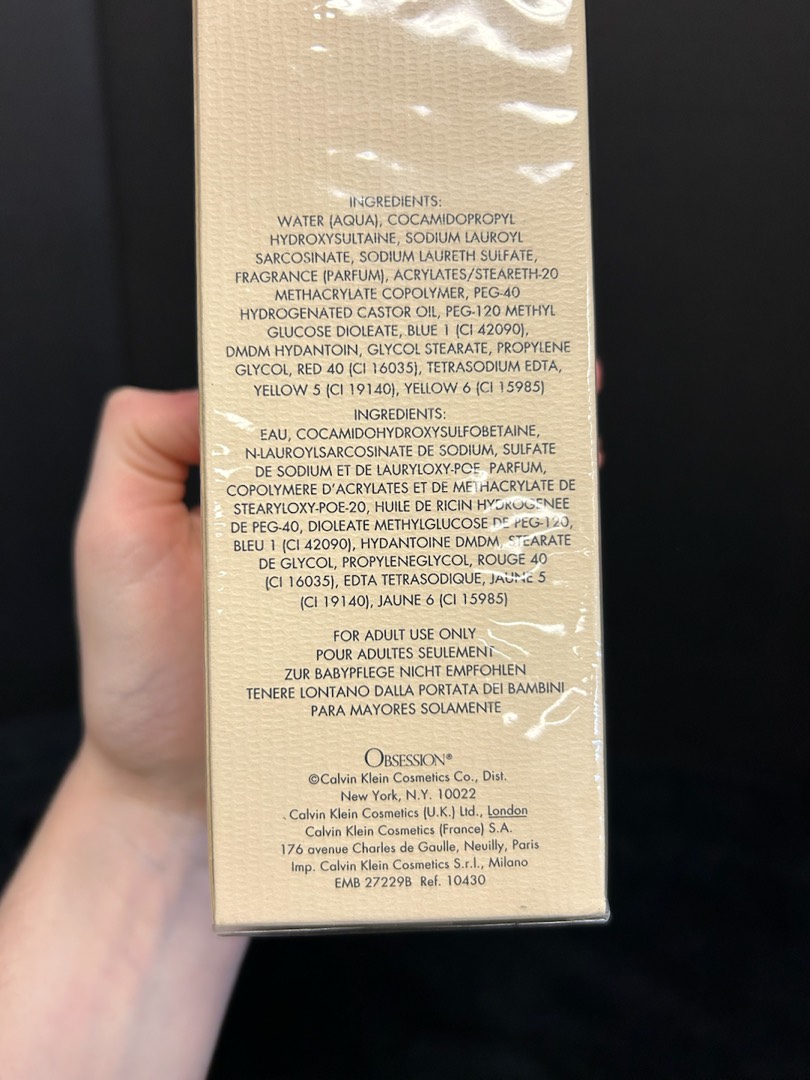 INGREDIENTS:
WATER (AQUA), COCAMIDOPROPYL
HYDROXYSULTAINE, SODIUM LAUROYL
SARCOSINATE, SODIUM LAURETH SULFATE,
FRAGRANCE (PARFUM), ACRYLATES/STEARETH-20
METHACRYLATE COPOLYMER, PEG-40
HYDROGENATED CASTOR OIL, PEG-120 METHYL
GLUCOSE DIOLEATE, BLUE 1 (CI 42090),
DMDM HYDANTOIN, GLYCOL STEARATE, PROPYLENE
GLYCOL, RED 40 (CI 16035), TETRASODIUM EDTA,
YELLOW 5 (CI 19140), YELLOW 6 (CI 15985)
INGREDIENTS:
EAU, COCAMIDOHYDROXYSULFOBETAINE,
N-LAUROYLSARCOSINATE DE SODIUM, SULFATE
DE SODIUM ET DE LAURYLOXY-POE, PARFUM,
COPOLYMERE D'ACRYLATES ET DE METHACRYLATE DE
STEARYLOXY-POE-20, HUILE DE RICIN HYDROGENEE
DE PEG-40, DIOLEATE METHYLGLUCOSE DE PEG-120,
BLEU 1 (CI 42090), HYDANTOINE DMDM, STEARATE
DE GLYCOL, PROPYLENEGLYCOL, ROUGE 40
(CI 16035), EDTA TETRASODIQUE, JAUNE 5
(CI 19140), JAUNE 6 (CI 15985)
FOR ADULT USE ONLY
POUR ADULTES SEULEMENT
ZUR BABYPFLEGE NICHT EMPFOHLEN
TENERE LONTANO DALLA PORTATA DEI BAMBINI
PARA MAYORES SOLAMENTE
OBSESSION®
©Calvin Klein Cosmetics Co., Dist.
New York, N.Y. 10022
Calvin Klein Cosmetics (U.K.) Ltd., London
Calvin Klein Cosmetics (France) S.A.
176 avenue Charles de Gaulle, Neuilly, Paris
Imp. Calvin Klein Cosmetics S.r.l., Milano
EMB 27229B Ref. 10430